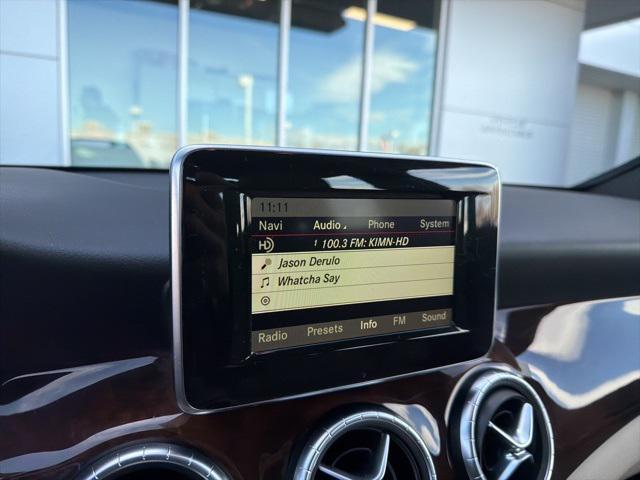 11:11
Navi Audio Phone System
HD 1 100.3 FM: KIMN-HD
Jason Derulo
Whatcha Say
Radio Presets Info FM Sound